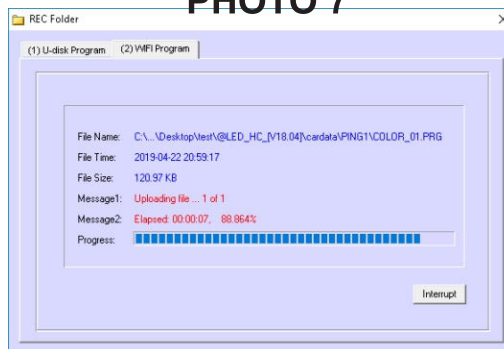 PHOTO 7
REC Folder
(1) U-disk Program (2) WIFI Program
File Name: C:\...\Desktop\test\@LED_HC_[V18.04]\cardata\PING1\COLOR_01.PRG
File Time: 2019-04-22 20:59:17
File Size: 120.97 KB
Message1: Uploading file ... 1 of 1
Message2: Elapsed: 00:00:07, 88.864%
Progress:
Interrupt